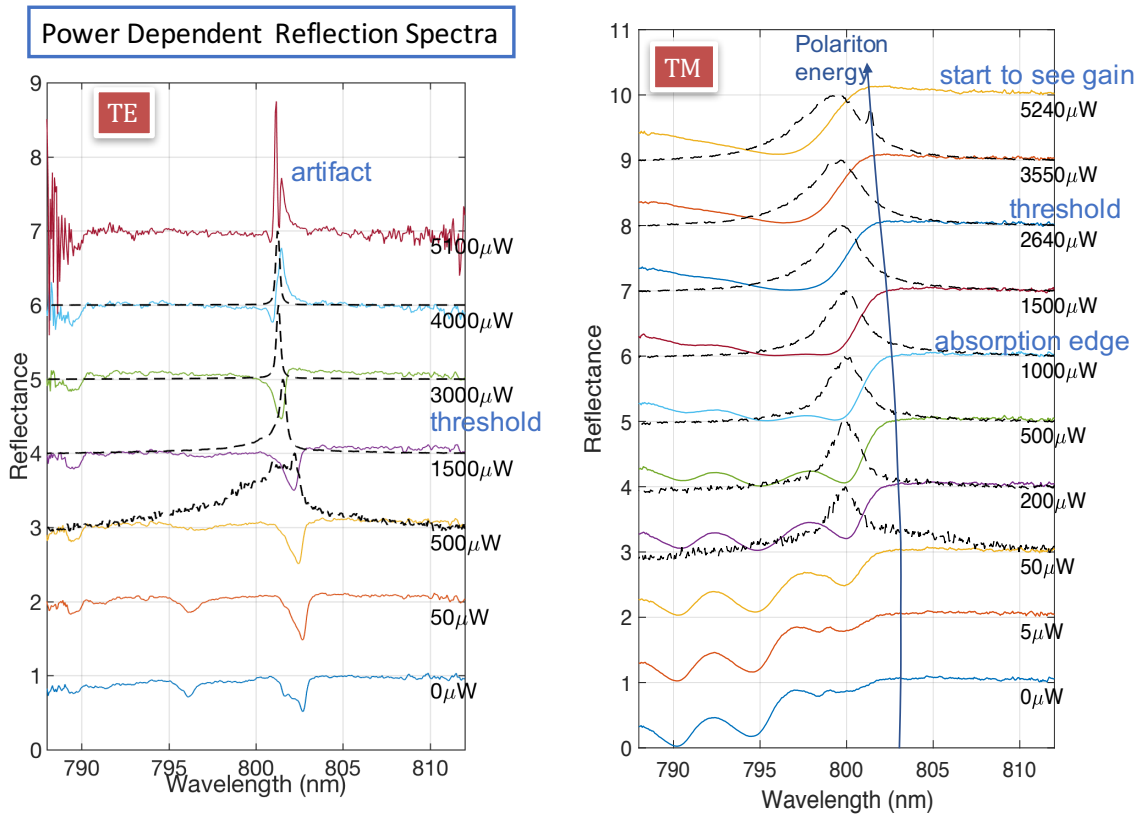 Power Dependent Reflection Spectra
TE
artifact
threshold
9
8
7
6
5
4
3
2
1
0
Reflectance
5100μW
4000μW
3000μW
1500μW
500μW
50μW
0μW
790
795
800
805
810
Wavelength (nm)
TM
Polariton
energy
start to see gain
threshold
absorption edge
11
10
9
8
7
6
5
4
3
2
1
0
Reflectance
5240μW
3550μW
2640μW
1500μW
1000μW
500μW
200μW
50μW
5μW
0μW
790
795
800
805
810
Wavelength (nm)